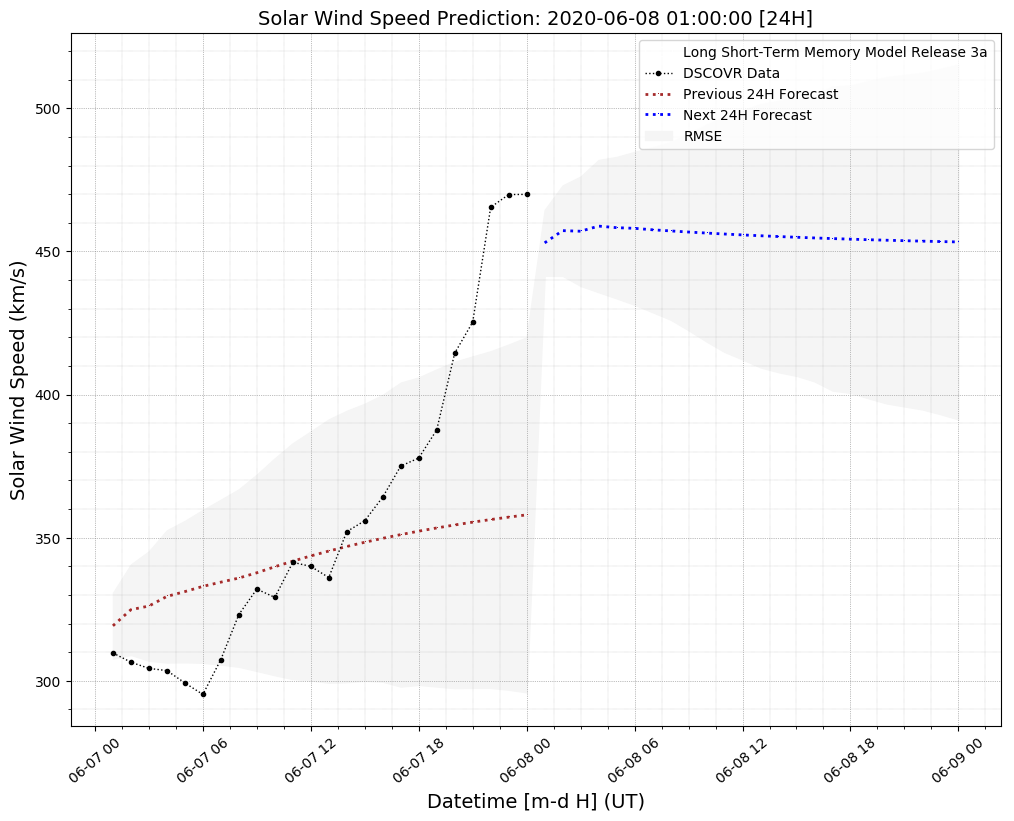 Solar Wind Speed Prediction: 2020-06-08 01:00:00 [24H]
Long Short-Term Memory Model Release 3a
DSCOVR Data
Previous 24H Forecast
Next 24H Forecast
RMSE
Solar Wind Speed (km/s)
500
450
400
350
300
06-07 00
06-07 06
06-07 12
06-07 18
06-08 00
06-08 06
06-08 12
06-08 18
06-09 00
Datetime [m-d H] (UT)